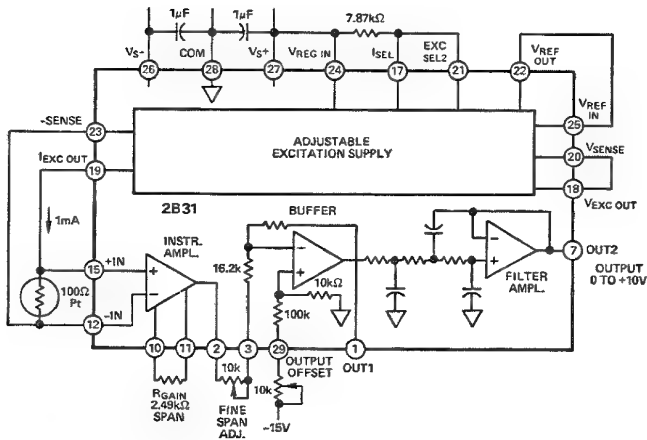 1µF
1µF
7.87kΩ
VS-
COM
VS+
VREG IN
ISEL
EXC
SEL2
VREF
OUT
26
28
27
24
17
21
22
-SENSE
23
IEXC OUT
19
ADJUSTABLE
EXCITATION SUPPLY
VREF
IN
25
VSENSE
20
18
VEXC OUT
1mA
2B31
BUFFER
INSTR.
AMPL.
+IN
15
16.2k
100Ω
Pt
10kΩ
100k
FILTER
AMPL.
7
OUT2
OUTPUT
0 TO +10V
12
-IN
10
11
2
3
29
OUTPUT
OFFSET
1
OUT1
RGAIN
2.49kΩ
SPAN
10k
FINE
SPAN
ADJ.
10k
-15V